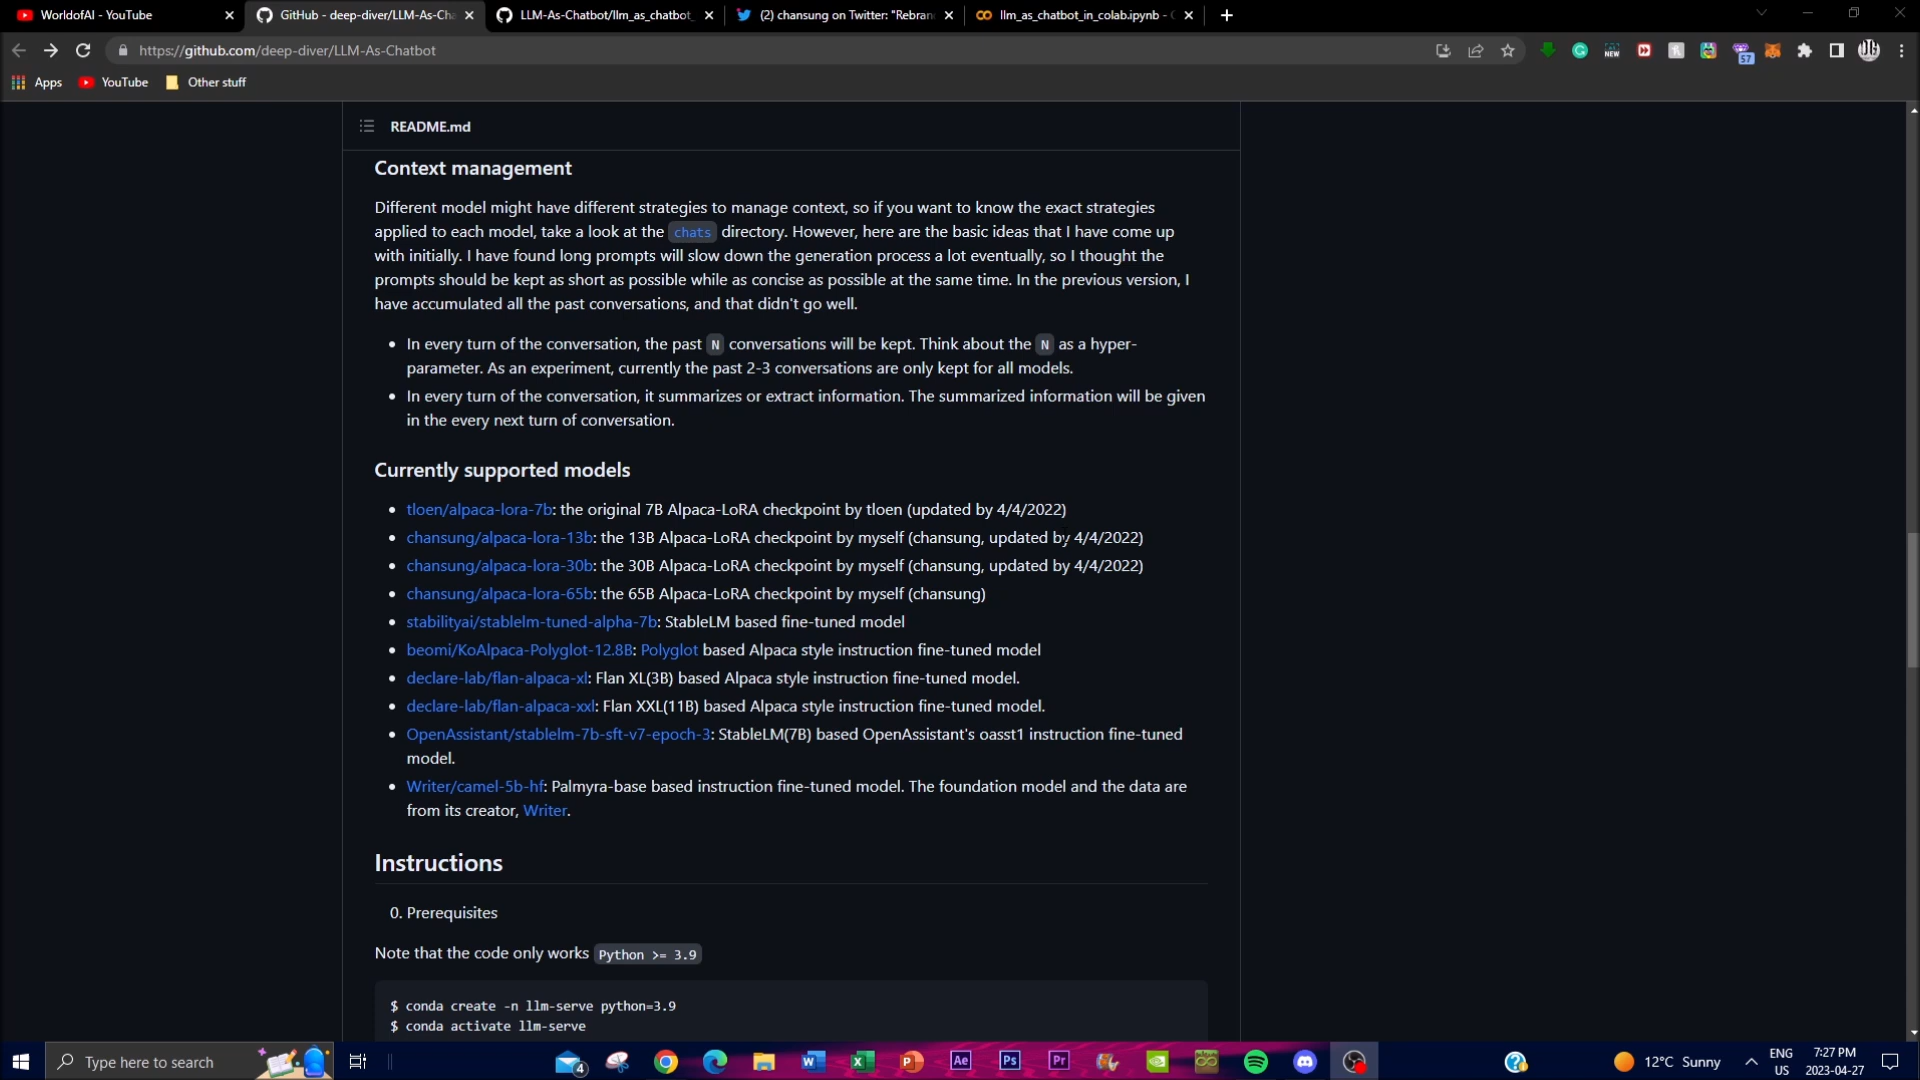 WorldofAI - YouTube
GitHub - deep-diver/LLM-As-Cha
LLM-As-Chatbot/llm_as_chatbot_
(2) chansung on Twitter: "Rebran
llm_as_chatbot_in_colab.ipynb -
https://github.com/deep-diver/LLM-As-Chatbot
NEW
57
Apps
YouTube
Other stuff
README.md
Context management
Different model might have different strategies to manage context, so if you want to know the exact strategies
applied to each model, take a look at the chats directory. However, here are the basic ideas that I have come up
with initially. I have found long prompts will slow down the generation process a lot eventually, so I thought the
prompts should be kept as short as possible while as concise as possible at the same time. In the previous version, I
have accumulated all the past conversations, and that didn't go well.
• In every turn of the conversation, the past N conversations will be kept. Think about the N as a hyper-
parameter. As an experiment, currently the past 2-3 conversations are only kept for all models.
• In every turn of the conversation, it summarizes or extract information. The summarized information will be given
in the every next turn of conversation.
Currently supported models
• tloen/alpaca-lora-7b: the original 7B Alpaca-LoRA checkpoint by tloen (updated by 4/4/2022)
• chansung/alpaca-lora-13b: the 13B Alpaca-LoRA checkpoint by myself (chansung, updated by 4/4/2022)
• chansung/alpaca-lora-30b: the 30B Alpaca-LoRA checkpoint by myself (chansung, updated by 4/4/2022)
• chansung/alpaca-lora-65b: the 65B Alpaca-LoRA checkpoint by myself (chansung)
• stabilityai/stablelm-tuned-alpha-7b: StableLM based fine-tuned model
• beomi/KoAlpaca-Polyglot-12.8B: Polyglot based Alpaca style instruction fine-tuned model
• declare-lab/flan-alpaca-xl: Flan XL(3B) based Alpaca style instruction fine-tuned model.
• declare-lab/flan-alpaca-xxl: Flan XXL(11B) based Alpaca style instruction fine-tuned model.
• OpenAssistant/stablelm-7b-sft-v7-epoch-3: StableLM(7B) based OpenAssistant's oasst1 instruction fine-tuned
model.
• Writer/camel-5b-hf: Palmyra-base based instruction fine-tuned model. The foundation model and the data are
from its creator, Writer.
Instructions
0. Prerequisites
Note that the code only works Python >= 3.9
$ conda create -n llm-serve python=3.9
$ conda activate llm-serve
Type here to search
4
Ae
Ps
Pr
12°C Sunny
ENG
US
7:27 PM
2023-04-27